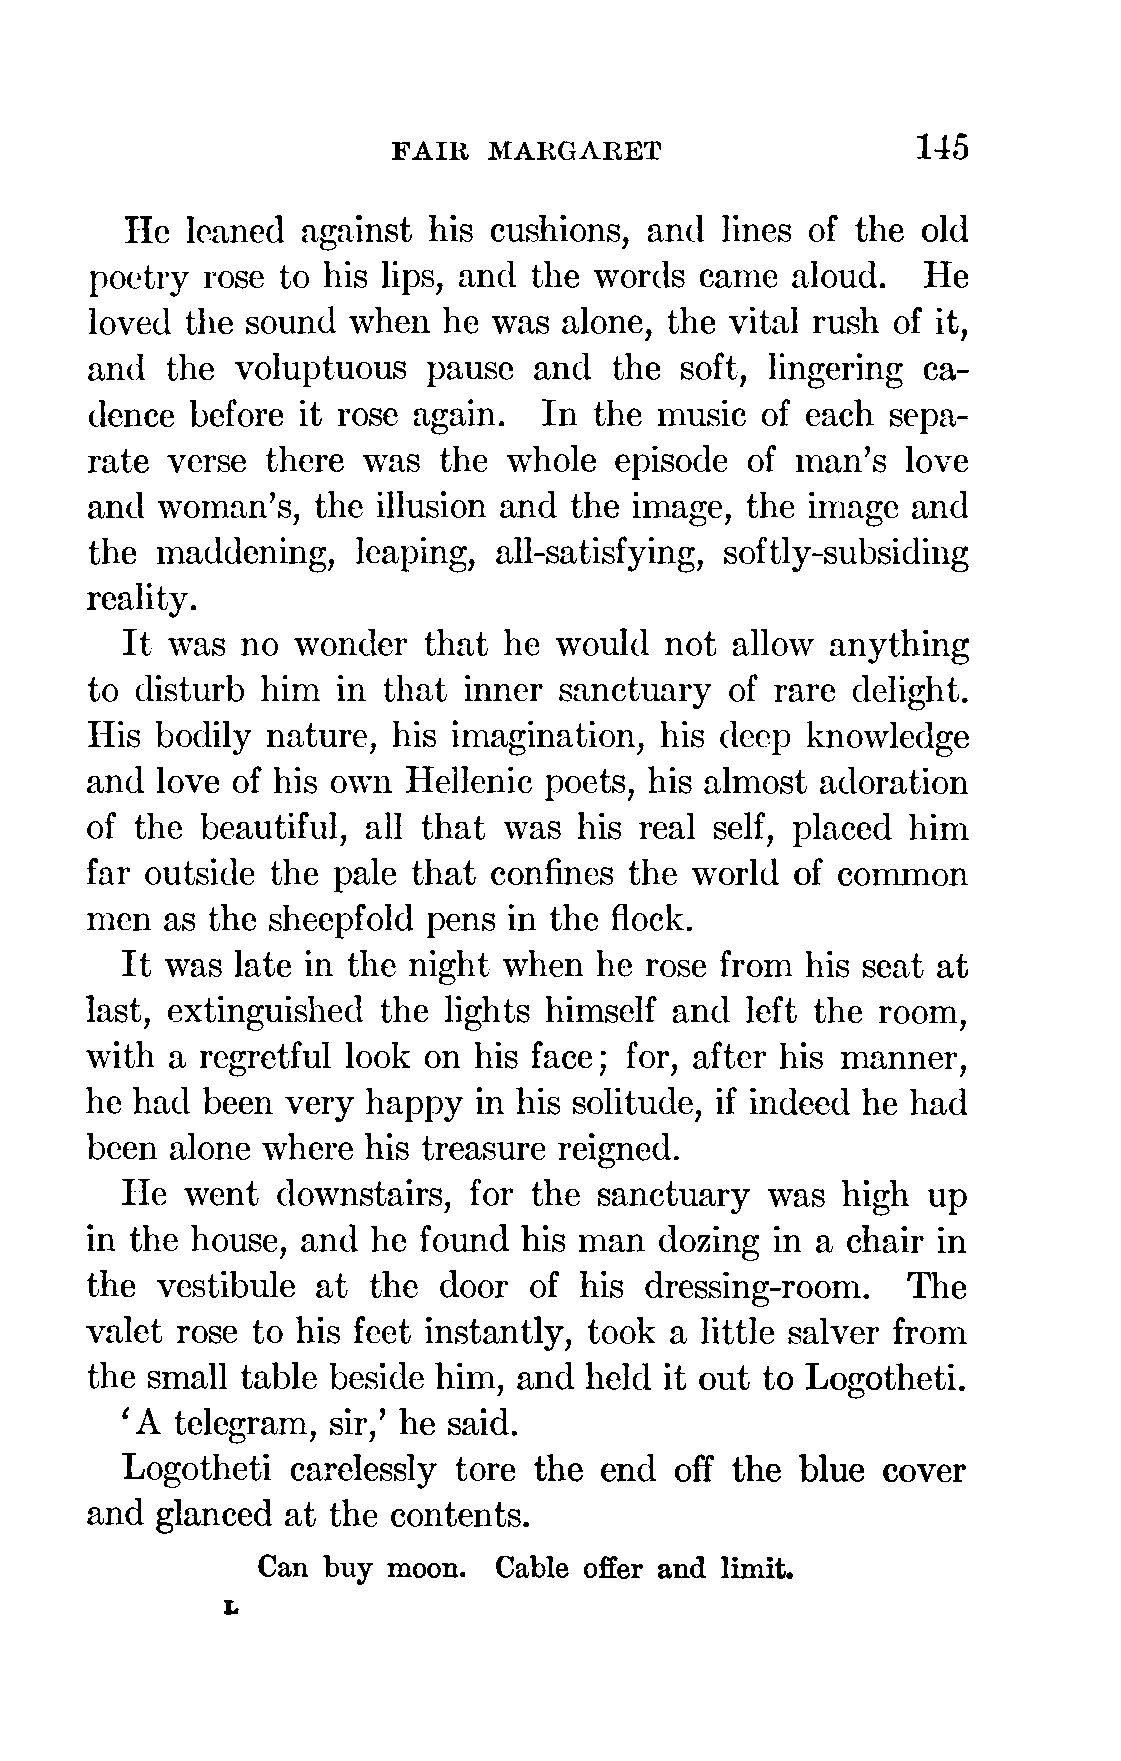 FAIR MARGARET 145
He leaned against his cushions, and lines of the old
poetry rose to his lips, and the words came aloud. He
loved the sound when he was alone, the vital rush of it,
and the voluptuous pause and the soft, lingering ca-
dence before it rose again. In the music of each sepa-
rate verse there was the whole episode of man's love
and woman's, the illusion and the image, the image and
the maddening, leaping, all-satisfying, softly-subsiding
reality.
It was no wonder that he would not allow anything
to disturb him in that inner sanctuary of rare delight.
His bodily nature, his imagination, his deep knowledge
and love of his own Hellenic poets, his almost adoration
of the beautiful, all that was his real self, placed him
far outside the pale that confines the world of common
men as the sheepfold pens in the flock.
It was late in the night when he rose from his seat at
last, extinguished the lights himself and left the room,
with a regretful look on his face; for, after his manner,
he had been very happy in his solitude, if indeed he had
been alone where his treasure reigned.
He went downstairs, for the sanctuary was high up
in the house, and he found his man dozing in a chair in
the vestibule at the door of his dressing-room. The
valet rose to his feet instantly, took a little salver from
the small table beside him, and held it out to Logotheti.
'A telegram, sir,' he said.
Logotheti carelessly tore the end off the blue cover
and glanced at the contents.
Can buy moon. Cable offer and limit.
L